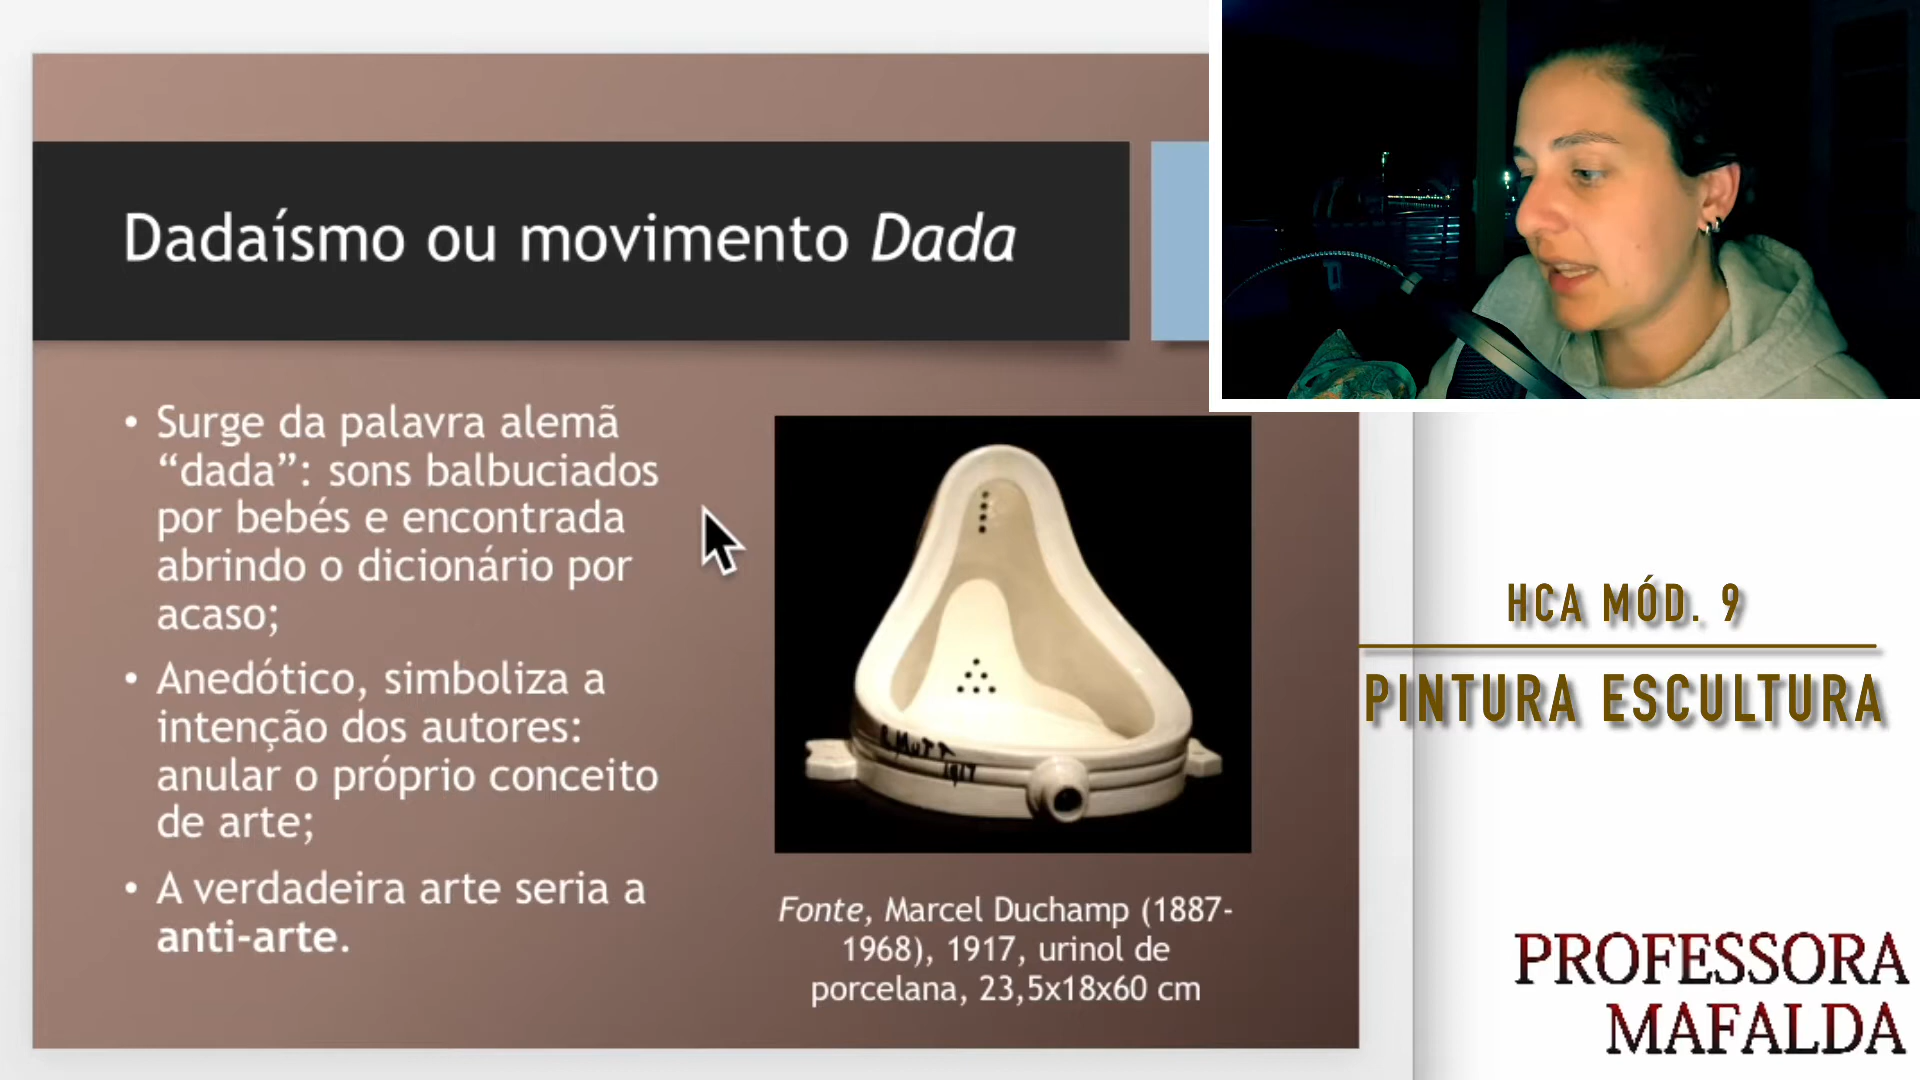 Dadaísmo ou movimento Dada
• Surge da palavra alemã
“dada”: sons balbuciados
por bebés e encontrada
abrindo o dicionário por
acaso;
• Anedótico, simboliza a
intenção dos autores:
anular o próprio conceito
de arte;
• A verdadeira arte seria a
anti-arte.
R. MUTT
1917
Fonte, Marcel Duchamp (1887-
1968), 1917, urinol de
porcelana, 23,5x18x60 cm
HCA MÓD. 9
PINTURA ESCULTURA
PROFESSORA
MAFALDA